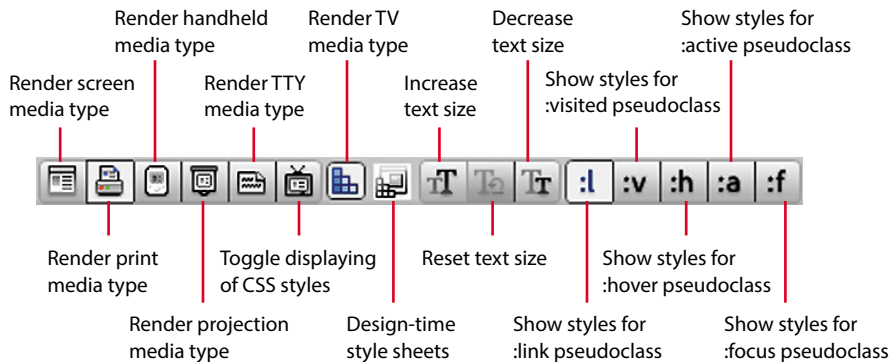 Render handheld
media type
Render TV
media type
Decrease
text size
Show styles for
:active pseudoclass
Render screen
media type
Render TTY
media type
Increase
text size
Show styles for
:visited pseudoclass
:l
:v
:h
:a
:f
Render print
media type
Toggle displaying
of CSS styles
Reset text size
Show styles for
:hover pseudoclass
Render projection
media type
Design-time
style sheets
Show styles for
:link pseudoclass
Show styles for
:focus pseudoclass